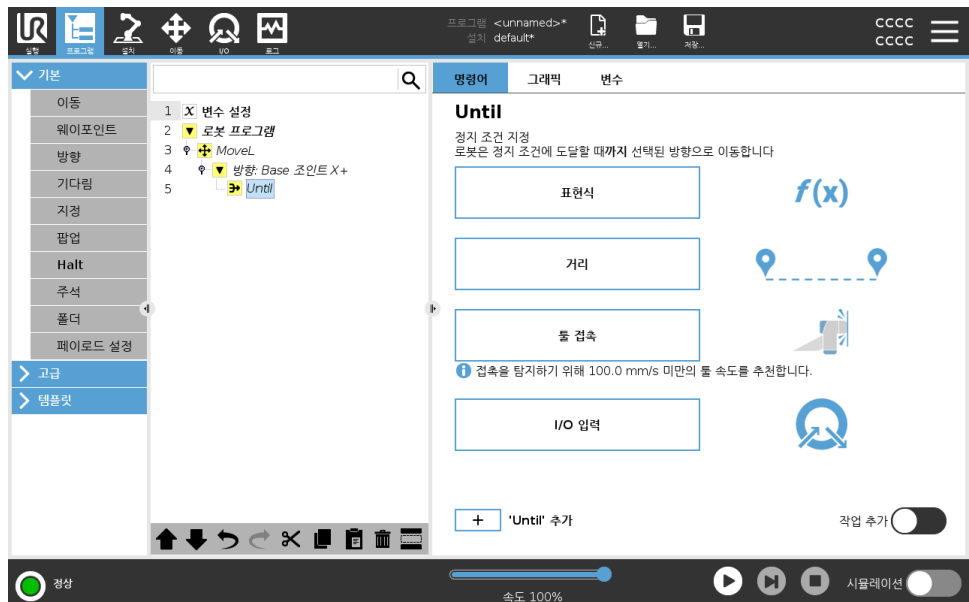 프로그램 <unnamed>*
설치 default*
실행
프로그램
설치
이동
I/O
로그
신규...
열기...
저장...
cccc
cccc
기본
이동
웨이포인트
방향
기다림
지정
팝업
Halt
주석
폴더
페이로드 설정
고급
템플릿
1 X 변수 설정
2 로봇 프로그램
3 MoveL
4 방향: Base 조인트 X+
5 Until
명령어 그래픽 변수
Until
정지 조건 지정
로봇은 정지 조건에 도달할 때까지 선택된 방향으로 이동합니다
표현식
f(x)
거리
툴 접촉
접촉을 탐지하기 위해 100.0 mm/s 미만의 툴 속도를 추천합니다.
I/O 입력
+ 'Until' 추가
작업 추가
정상
속도 100%
시뮬레이션